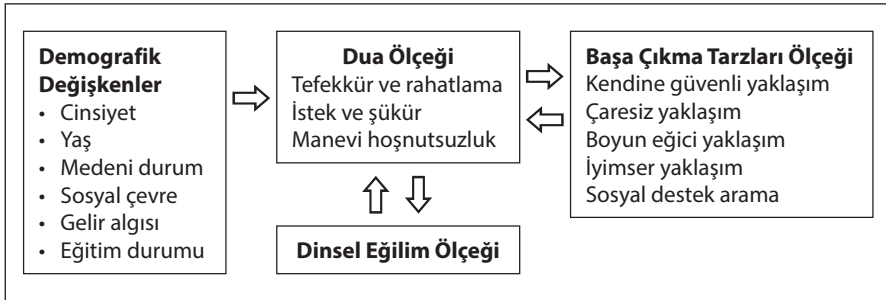 Demografik
Değişkenler
• Cinsiyet
• Yaş
• Medeni durum
• Sosyal çevre
• Gelir algısı
• Eğitim durumu
Dua Ölçeği
Tefekkür ve rahatlama
İstek ve şükür
Manevi hoşnutsuzluk
Dinsel Eğilim Ölçeği
Başa Çıkma Tarzları Ölçeği
Kendine güvenli yaklaşım
Çaresiz yaklaşım
Boyun eğici yaklaşım
İyimser yaklaşım
Sosyal destek arama